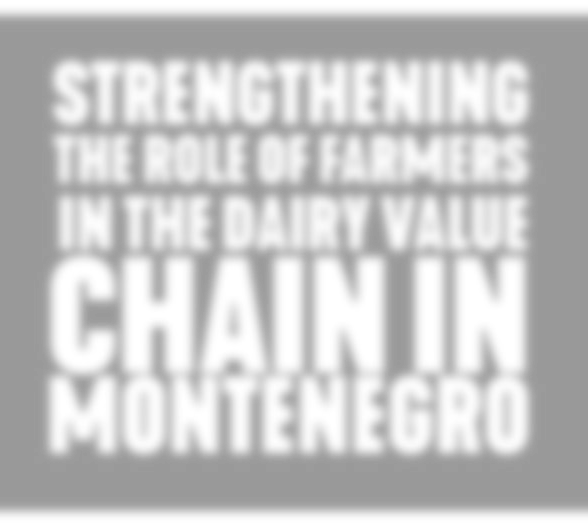 STRENGTHENING
THE ROLE OF FARMERS
IN THE DAIRY VALUE
CHAIN IN
MONTENEGRO